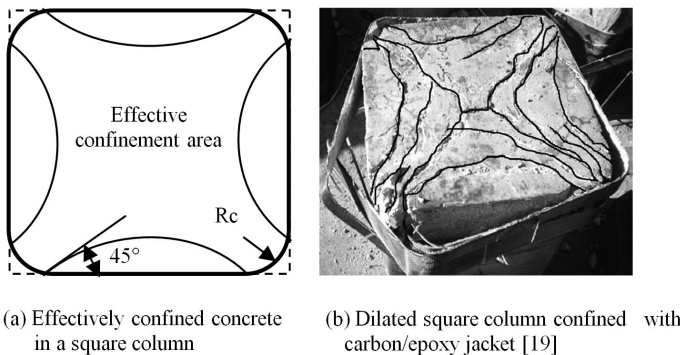 Effective
confinement area
Rc
45°
(a) Effectively confined concrete
in a square column
(b) Dilated square column confined with
carbon/epoxy jacket [19]